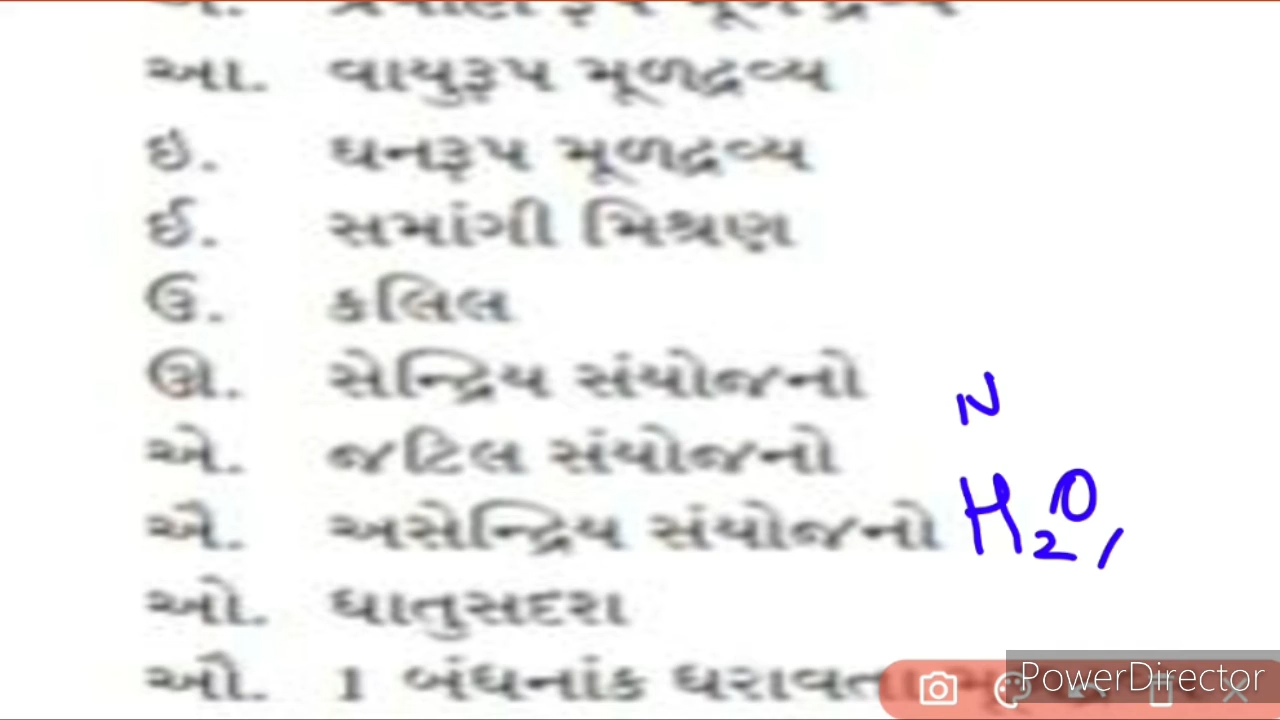 આ. વાયુરૂપ મૂળદ્રવ્ય
ઇ. ઘનરૂપ મૂળદ્રવ્ય
ઈ. સમાંગી મિશ્રણ
ઉ. કલિલ
ઊ. સેન્દ્રિય સંયોજનો
N
એ. જટિલ સંયોજનો
ઐ. અસેન્દ્રિય સંયોજનો H2O,
ઓ. ધાતુસદશ
ઔ. 1 બંધનાંક ધરાવતા
PowerDirector